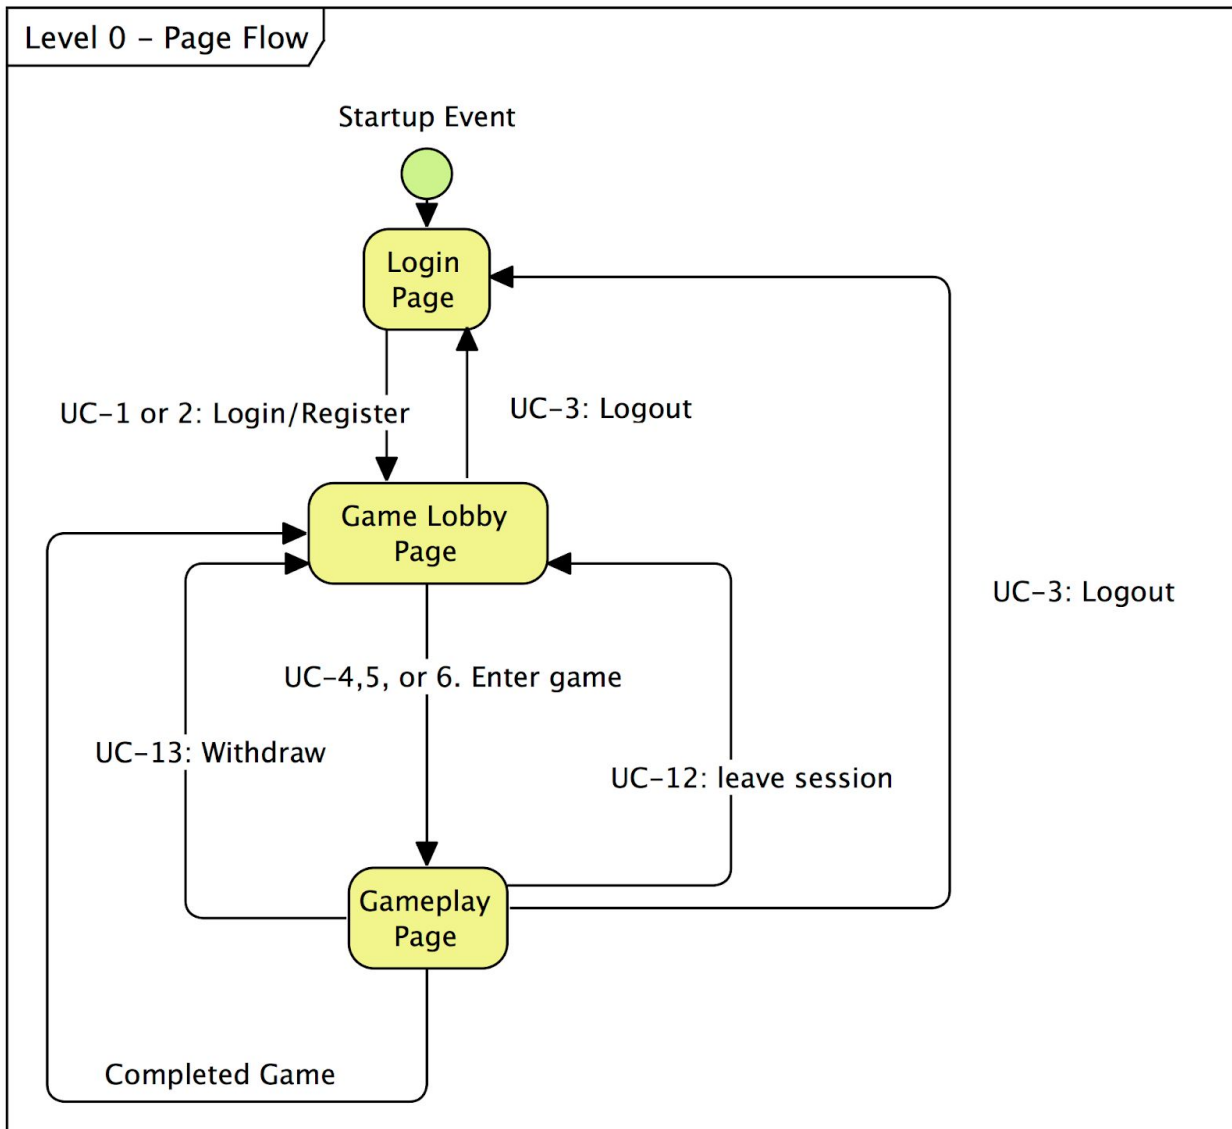 Level 0 – Page Flow
Startup Event
Login
Page
UC–1 or 2: Login/Register
UC–3: Logout
Game Lobby
Page
UC–3: Logout
UC–4,5, or 6. Enter game
UC–13: Withdraw
UC–12: leave session
Gameplay
Page
Completed Game